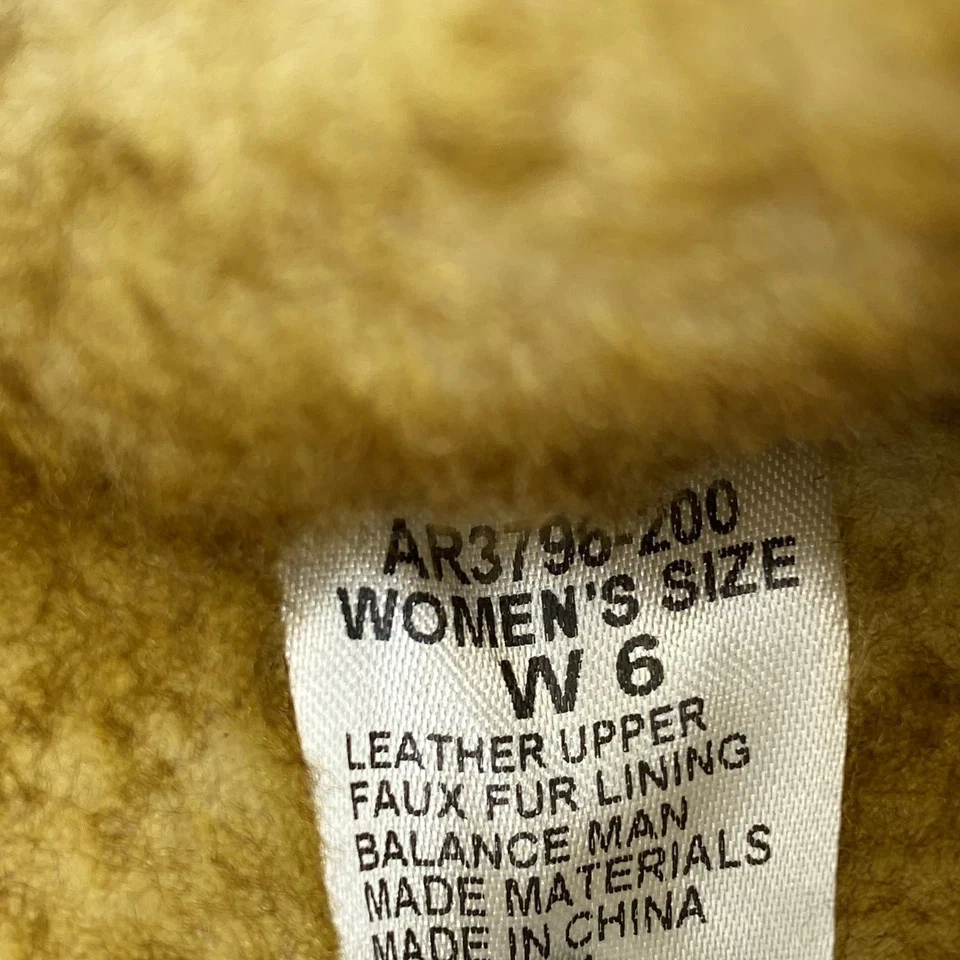 AR3796-200
WOMEN'S SIZE
W 6
LEATHER UPPER
FAUX FUR LINING
BALANCE MAN
MADE MATERIALS
MADE IN CHINA